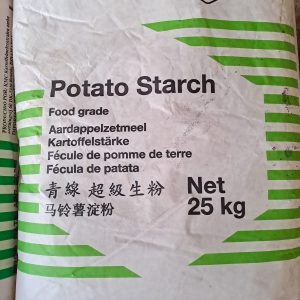 Potato Starch
Food grade
Aardappelzetmeel
Kartoffelstärke
Fécule de pomme de terre
Fécula de patata
青線 超級生粉
马铃薯淀粉
Net
25 kg